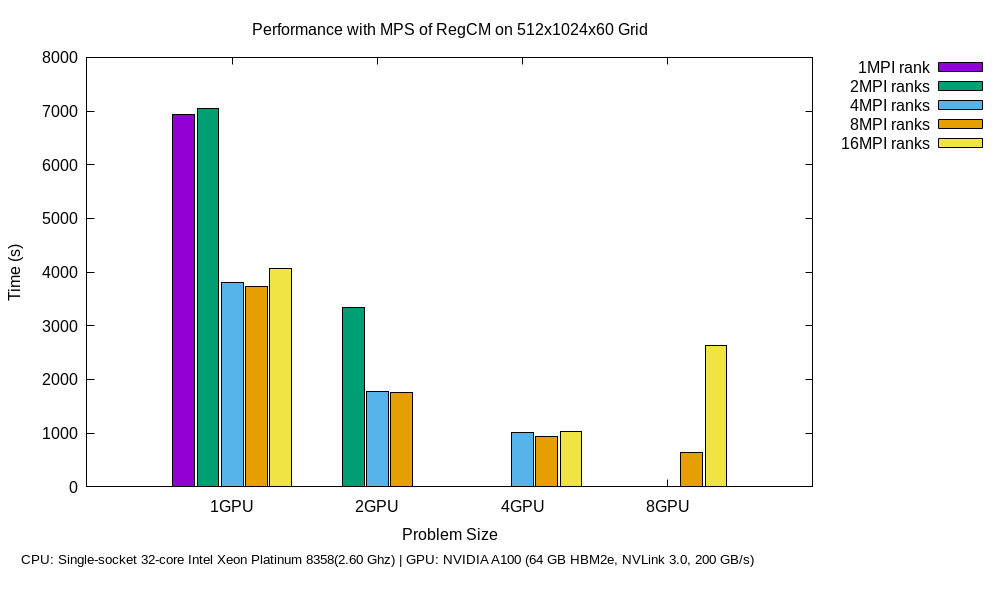 Performance with MPS of RegCM on 512x1024x60 Grid
8000
7000
6000
5000
4000
3000
2000
1000
0
Time (s)
1MPI rank
2MPI ranks
4MPI ranks
8MPI ranks
16MPI ranks
1GPU 2GPU 4GPU 8GPU
Problem Size
CPU: Single-socket 32-core Intel Xeon Platinum 8358(2.60 Ghz) | GPU: NVIDIA A100 (64 GB HBM2e, NVLink 3.0, 200 GB/s)